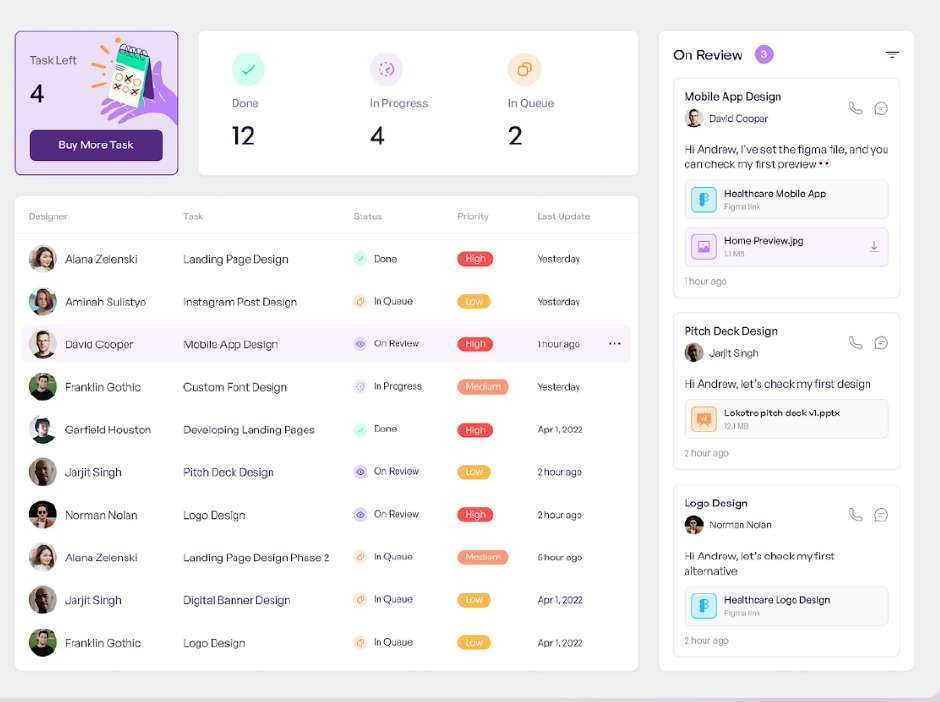 Task Left
4
Buy More Task
Done
12
In Progress
4
In Queue
2
Designer Task Status Priority Last Update
Alana Zelenski Landing Page Design Done High Yesterday
Aminah Sulistyo Instagram Post Design In Queue Low Yesterday
David Cooper Mobile App Design On Review High 1 hour ago
Franklin Gothic Custom Font Design In Progress Medium Yesterday
Garfield Houston Developing Landing Pages Done High Apr 1, 2022
Jarjit Singh Pitch Deck Design On Review Low 2 hour ago
Norman Nolan Logo Design On Review High 2 hour ago
Alana Zelenski Landing Page Design Phase 2 In Queue Medium 5 hour ago
Jarjit Singh Digital Banner Design In Queue Low Apr 1, 2022
Franklin Gothic Logo Design In Queue Low Apr 1, 2022
On Review 3
Mobile App Design
David Cooper
Hi Andrew, I've set the figma file, and you
can check my first preview 👀
Healthcare Mobile App
Figma link
Home Preview.jpg
1.1 MB
1 hour ago
Pitch Deck Design
Jarjit Singh
Hi Andrew, let's check my first design
Lokotre pitch deck v1.pptx
12.1 MB
2 hour ago
Logo Design
Norman Nolan
Hi Andrew, let's check my first
alternative
Healthcare Logo Design
Figma link
2 hour ago